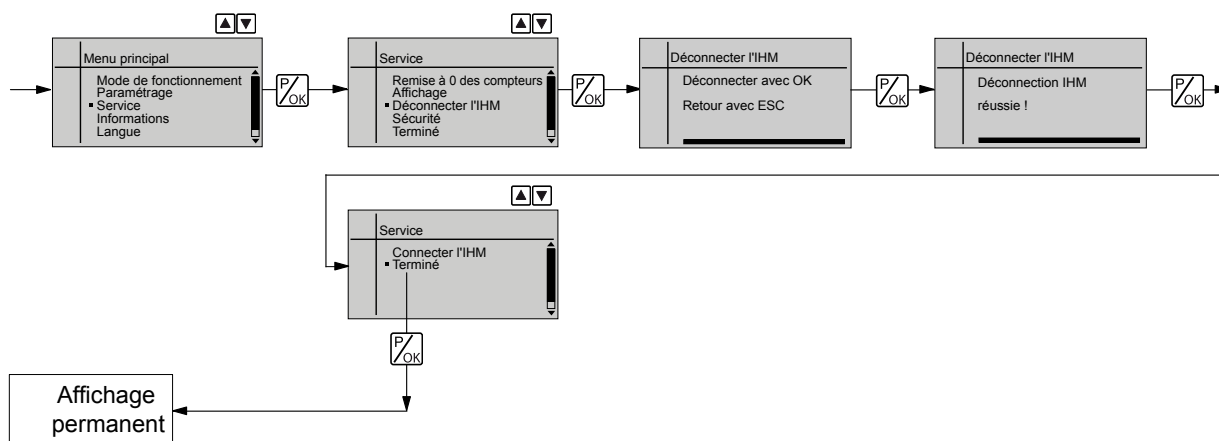 Menu principal
Mode de fonctionnement
Paramétrage
Service
Informations
Langue
P/OK
Service
Remise à 0 des compteurs
Affichage
Déconnecter l'IHM
Sécurité
Terminé
P/OK
Déconnecter l'IHM
Déconnecter avec OK
Retour avec ESC
P/OK
Déconnecter l'IHM
Déconnection IHM
réussie !
P/OK
Service
Connecter l'IHM
Terminé
P/OK
Affichage
permanent